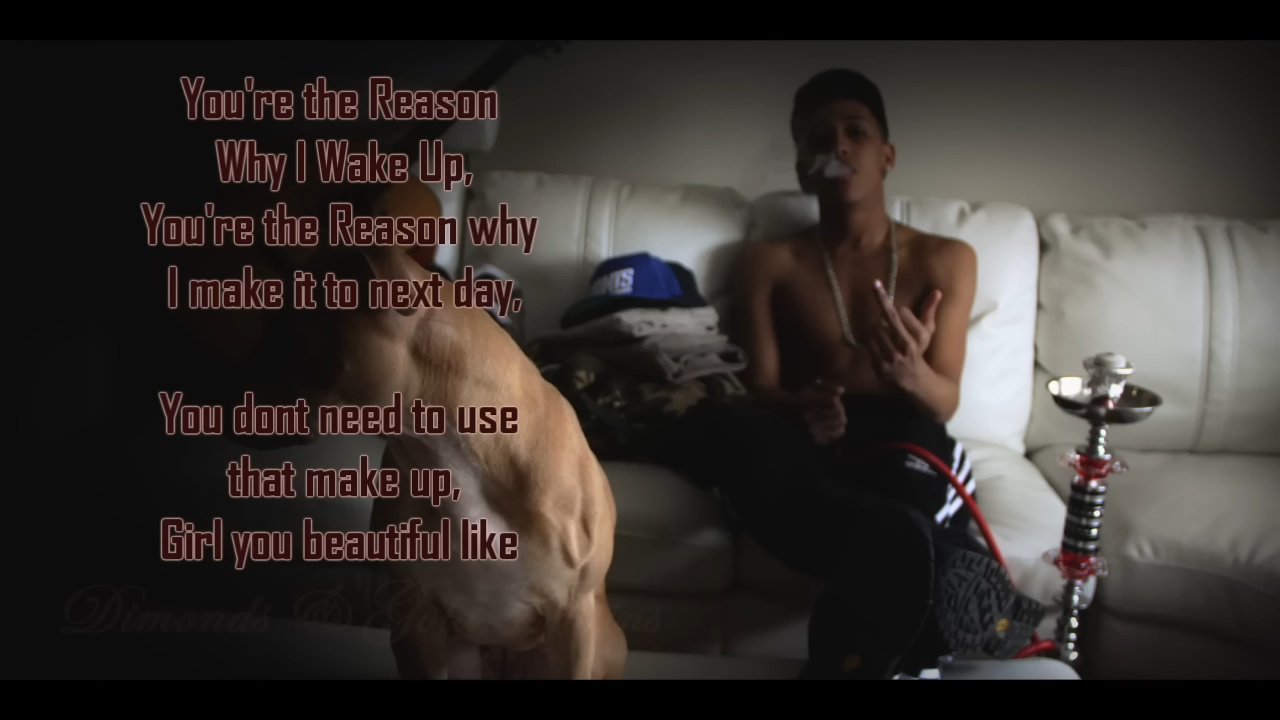 You're the Reason
Why I Wake Up,
You're the Reason why
I make it to next day,
You dont need to use
that make up,
Girl you beautiful like
Dimonds &